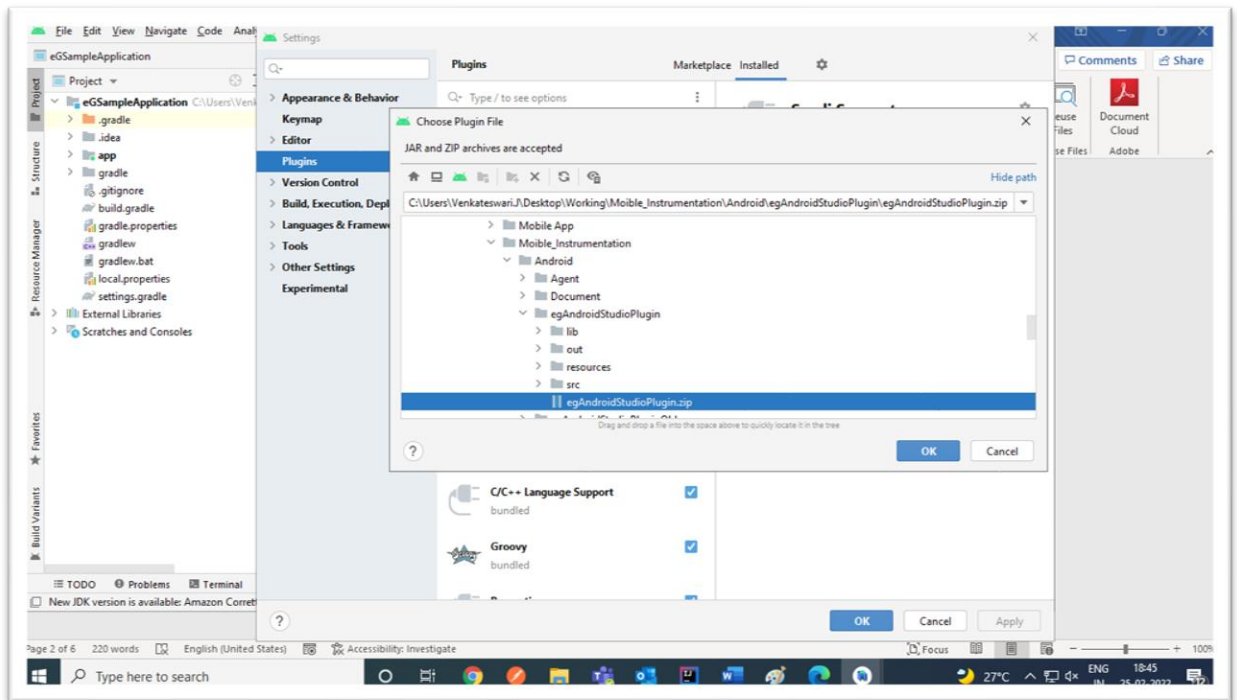 File Edit View Navigate Code
Settings
eGSampleApplication
Comments
Share
Plugins
Marketplace Installed
Project
Project
eGSampleApplication
.gradle
.idea
app
gradle
.gitignore
build.gradle
gradle.properties
gradlew
gradlew.bat
local.properties
settings.gradle
External Libraries
Scratches and Consoles
Structure
Resource Manager
Favorites
Build Variants
Appearance & Behavior
Keymap
Editor
Plugins
Version Control
Build, Execution,
Languages &
Tools
Other Settings
Experimental
Type / to see options
Choose Plugin File
JAR and ZIP archives are accepted
Hide path
C:\Users\Venkateswari.J\Desktop\Working\Moible_Instrumentation\Android\egAndroidStudioPlugin\egAndroidStudioPlugin.zip
Mobile App
Moible_Instrumentation
Android
Agent
Document
egAndroidStudioPlugin
lib
out
resources
src
egAndroidStudioPlugin.zip
Drag and drop a file into the space above to quickly locate it in the tree
?
OK Cancel
C/C++ Language Support
bundled
Groovy
bundled
Document
Cloud
Files
Files Adobe
TODO Problems Terminal
New JDK version is available: Amazon
?
OK Cancel Apply
Page 2 of 6 220 words English (United States) Accessibility: Investigate Focus
Type here to search
27°C ENG 18:45
IN 25-02-2022